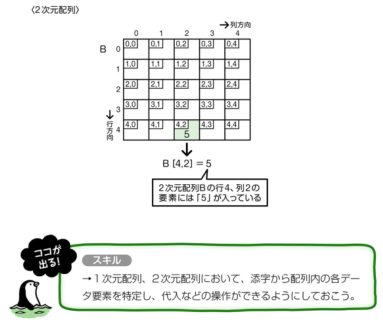 〈２次元配列〉
→列方向
0 1 2 3 4
B
0 0,0 0,1 0,2 0,3 0,4
1 1,0 1,1 1,2 1,3 1,4
2 2,0 2,1 2,2 2,3 2,4
3 3,0 3,1 3,2 3,3 3,4
4 4,0 4,1 4,2 4,3 4,4
5
↓行方向
B [4,2] ＝５
２次元配列Bの行４、列２の
要素には「５」が入っている
ココが
出る!
スキル
→１次元配列、２次元配列において、添字から配列内の各デー
タ要素を特定し、代入などの操作ができるようにしておこう。